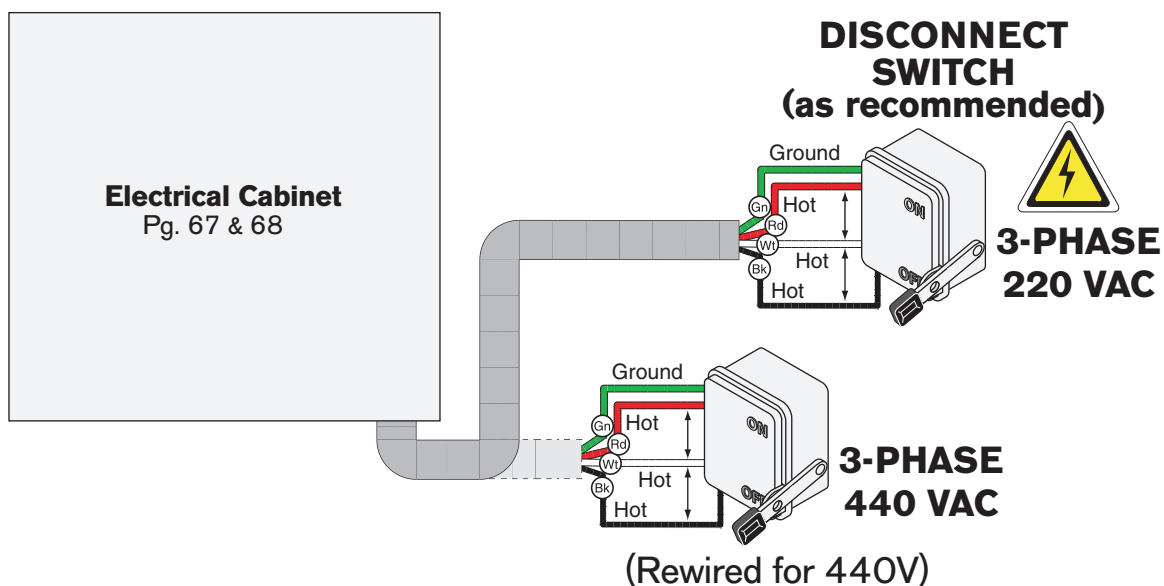 DISCONNECT
SWITCH
(as recommended)
Electrical Cabinet
Pg. 67 & 68
Ground
Gn
Hot
Rd
Wt
Hot
Bk
Hot
ON
OFF
3-PHASE
220 VAC
Ground
Gn
Hot
Rd
Wt
Hot
Bk
Hot
ON
OFF
3-PHASE
440 VAC
(Rewired for 440V)